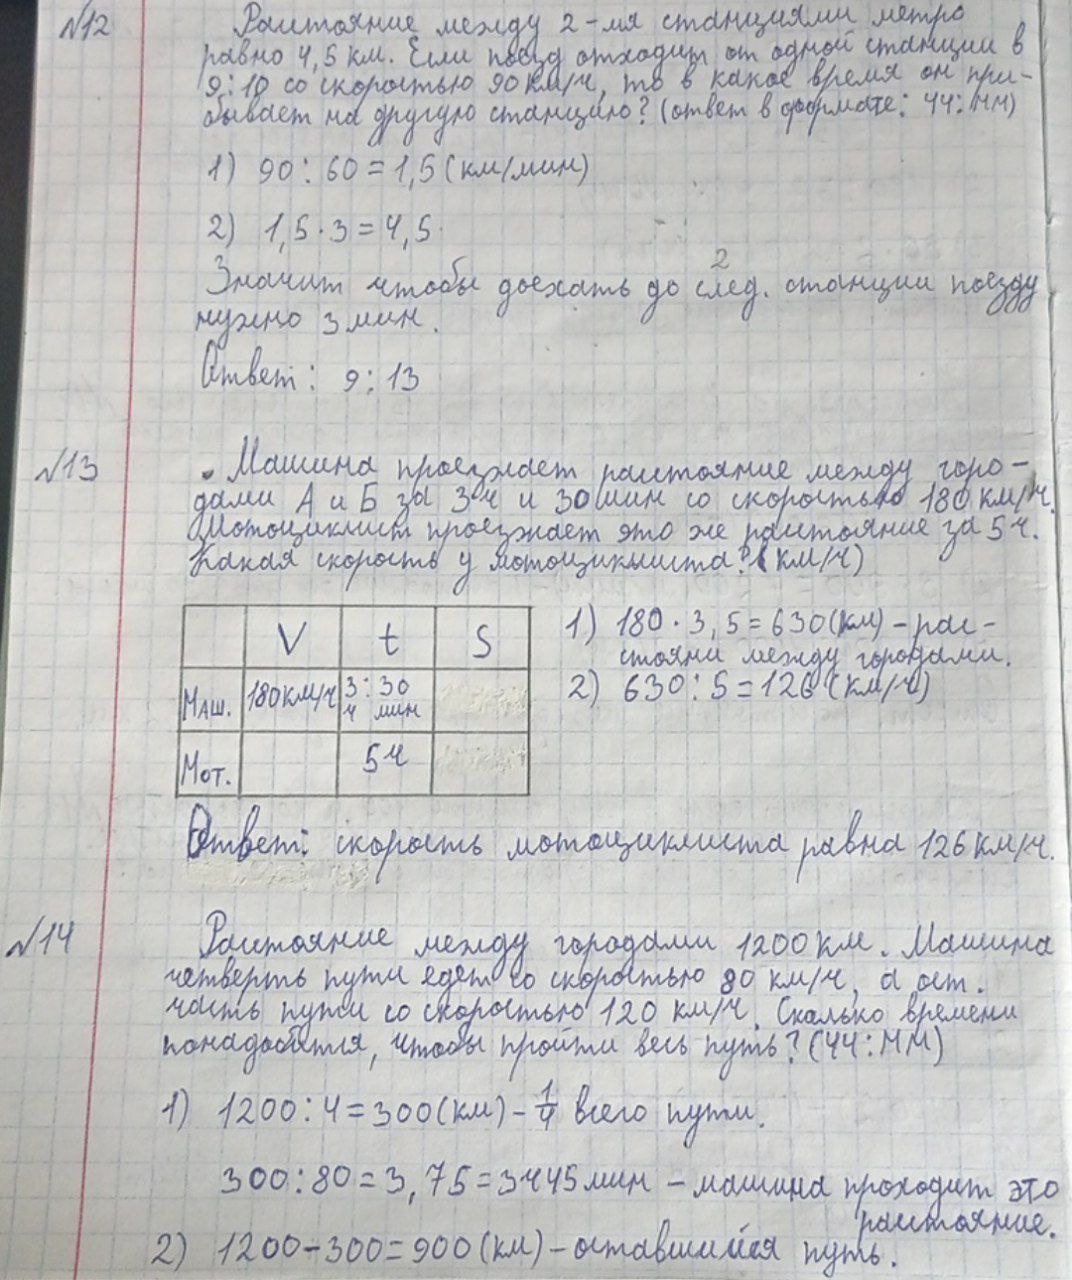 №12 Расстояние между 2-мя станциями метро
равно 4,5 км. Если поезд отходит от одной станции в
9:10 со скоростью 90 км/ч, то в какое время он при-
бывает на другую станцию? (ответ в формате: ЧЧ:ММ)
1) 90:60=1,5 (км/мин)
2) 1,5·3=4,5
2
Значит чтобы доехать до след. станции поезду
нужно 3 мин.
Ответ: 9:13
№13 Машина проезжает расстояние между горо-
дами А и Б за 3ч и 30 мин со скоростью 180 км/ч.
Мотоциклист проезжает это же расстояние за 5ч.
Какая скорость у мотоциклиста? (км/ч)
V t S
Маш. 180км/ч 3ч:30мин
Мот. 5ч
1) 180·3,5=630(км) – рас-
стояни между городами.
2) 630:5=126 (км/ч)
Ответ: скорость мотоциклиста равна 126 км/ч.
№14 Расстояние между городами 1200 км. Машина
четверть пути едет со скоростью 80 км/ч, а ост.
часть пути со скоростью 120 км/ч. Сколько времени
понадобится, чтобы пройти весь путь? (ЧЧ:ММ)
1) 1200:4=300(км) – 1/4 всего пути.
300:80=3,75=3ч45мин – машина проходит это
расстояние.
2) 1200–300=900(км) – оставшийся путь.